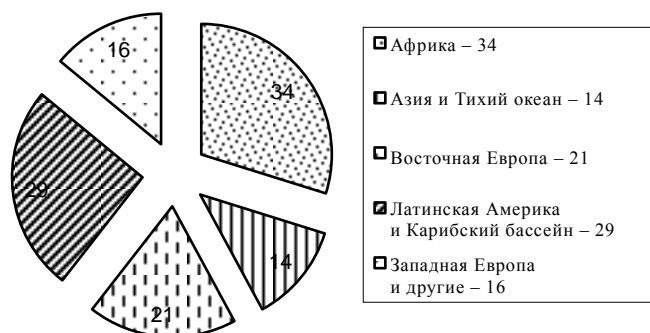 16
34
29
14
21
Африка – 34
Азия и Тихий океан – 14
Восточная Европа – 21
Латинская Америка
и Карибский бассейн – 29
Западная Европа
и другие – 16